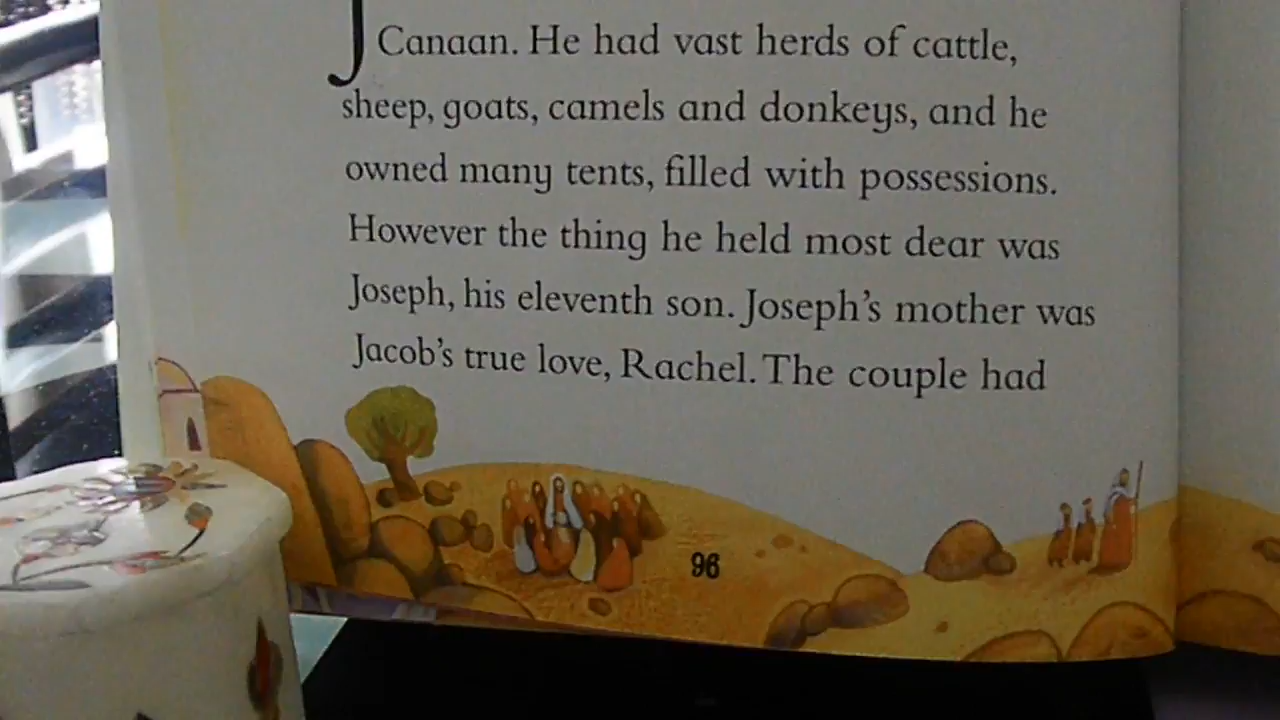 J Canaan. He had vast herds of cattle,
sheep, goats, camels and donkeys, and he
owned many tents, filled with possessions.
However the thing he held most dear was
Joseph, his eleventh son. Joseph's mother was
Jacob's true love, Rachel. The couple had
96